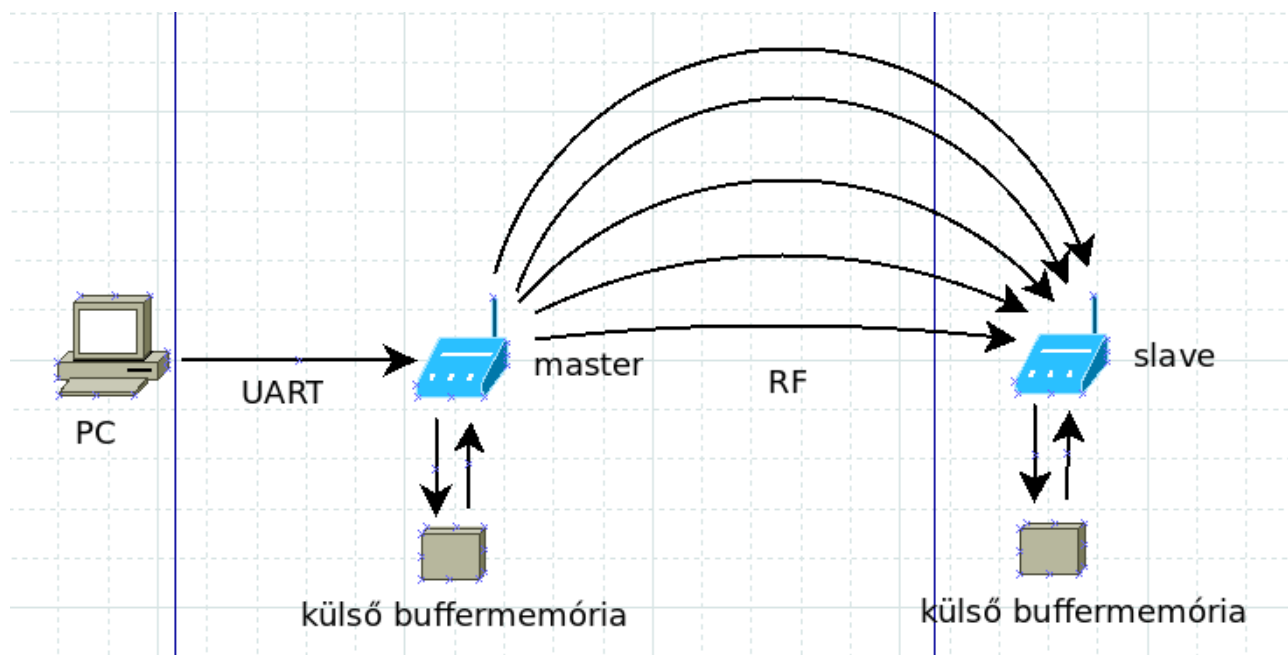 PC
UART
master
RF
slave
külső buffermemória
külső buffermemória